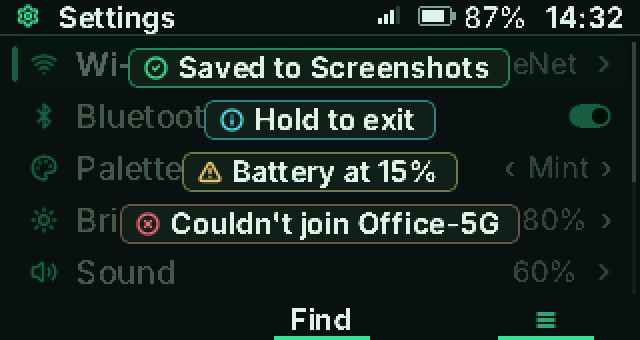 Settings 87% 14:32
Wi- eNet
Saved to Screenshots
Bluetoot
Hold to exit
Palette Mint
Battery at 15%
Bri 80%
Couldn't join Office-5G
Sound 60%
Find